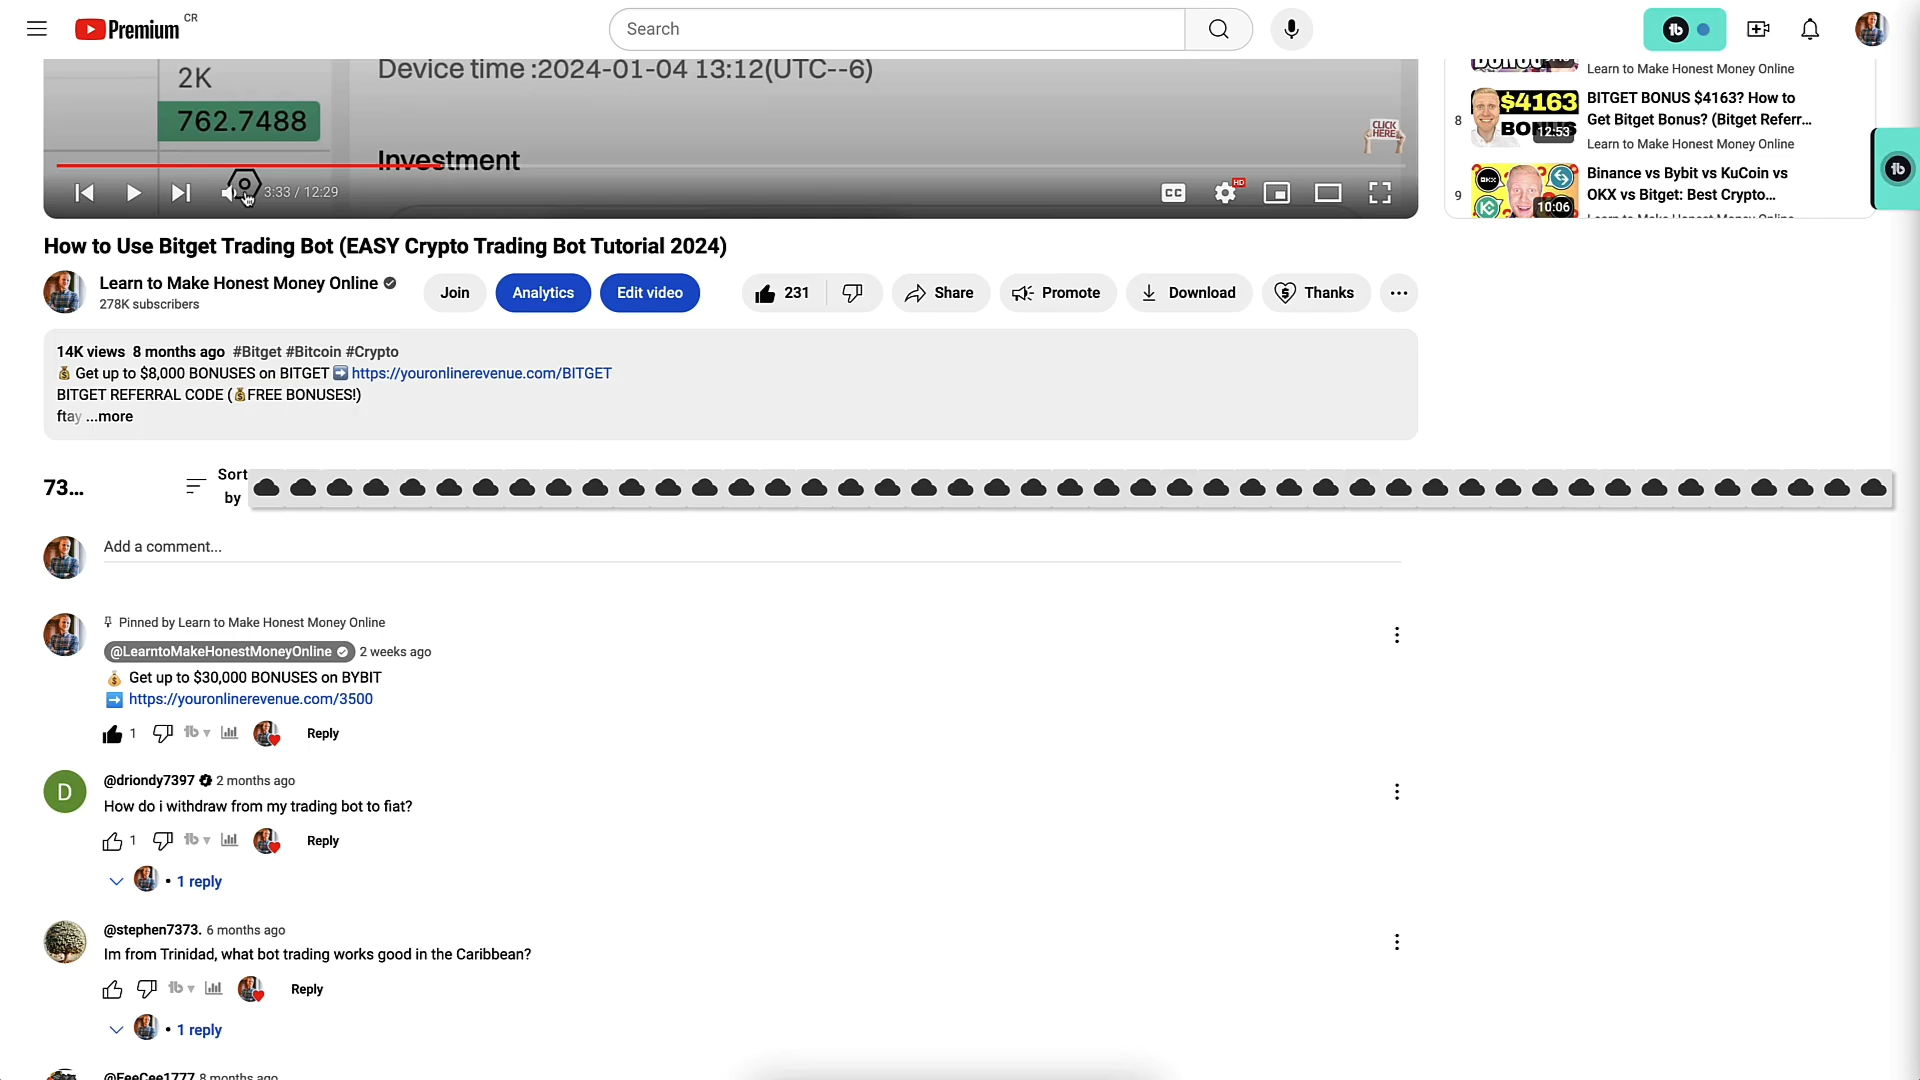 Premium CR
Search
2K
Device time :2024-01-04 13:12(UTC--6)
762.7488
CLICK HERE
Investment
3:33 / 12:29
CC
HD
Learn to Make Honest Money Online
8
$4163
12:53
BITGET BONUS $4163? How to
Get Bitget Bonus? (Bitget Referr...
Learn to Make Honest Money Online
9
OKX
10:06
Binance vs Bybit vs KuCoin vs
OKX vs Bitget: Best Crypto...
How to Use Bitget Trading Bot (EASY Crypto Trading Bot Tutorial 2024)
Learn to Make Honest Money Online
278K subscribers
Join
Analytics
Edit video
231
Share
Promote
Download
Thanks
14K views 8 months ago #Bitget #Bitcoin #Crypto
Get up to $8,000 BONUSES on BITGET https://youronlinerevenue.com/BITGET
BITGET REFERRAL CODE (FREE BONUSES!)
ftay ...more
73...
Sort
by
Add a comment...
Pinned by Learn to Make Honest Money Online
@LearntoMakeHonestMoneyOnline 2 weeks ago
Get up to $30,000 BONUSES on BYBIT
https://youronlinerevenue.com/3500
1 Reply
D
@driondy7397 2 months ago
How do i withdraw from my trading bot to fiat?
1 Reply
• 1 reply
@stephen7373. 6 months ago
Im from Trinidad, what bot trading works good in the Caribbean?
Reply
• 1 reply
@FeeCee1777 8 months ago